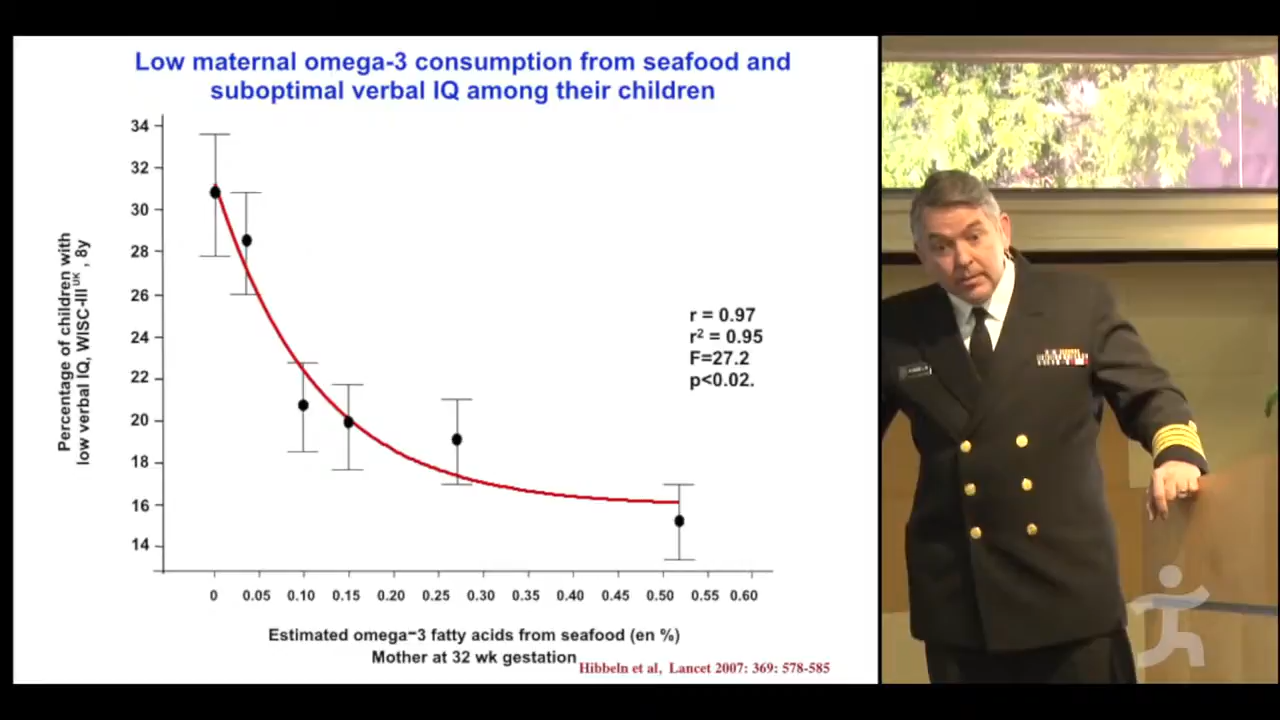 Low maternal omega-3 consumption from seafood and
suboptimal verbal IQ among their children
34
32
30
28
26
24
22
20
18
16
14
Percentage of children with
low verbal IQ, WISC-III UK , 8y
r = 0.97
r² = 0.95
F=27.2
p<0.02.
0 0.05 0.10 0.15 0.20 0.25 0.30 0.35 0.40 0.45 0.50 0.55 0.60
Estimated omega-3 fatty acids from seafood (en %)
Mother at 32 wk gestation
Hibbeln et al, Lancet 2007: 369: 578-585